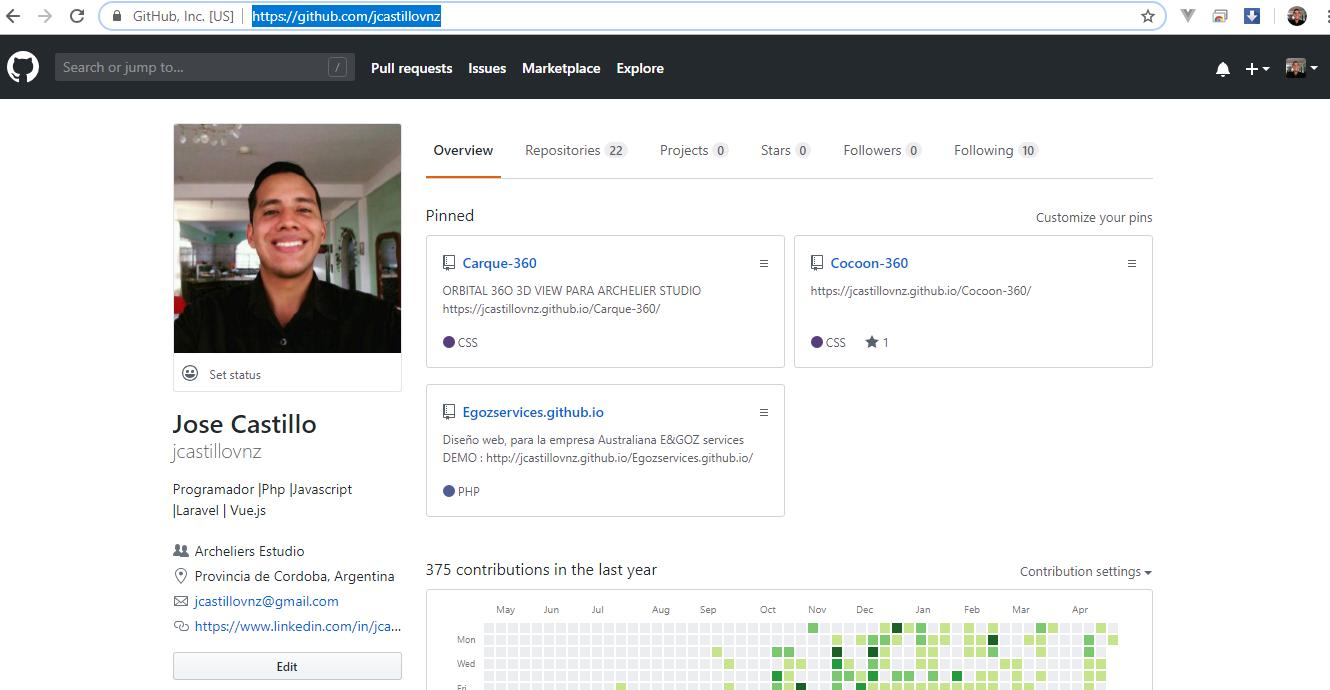 GitHub, Inc. [US] https://github.com/jcastillovnz
Search or jump to... /
Pull requests Issues Marketplace Explore
Overview Repositories 22 Projects 0 Stars 0 Followers 0 Following 10
Set status
Jose Castillo
jcastillovnz
Programador |Php |Javascript
|Laravel | Vue.js
Archeliers Estudio
Provincia de Cordoba, Argentina
jcastillovnz@gmail.com
https://www.linkedin.com/in/jca...
Edit
Pinned
Customize your pins
Carque-360
ORBITAL 36O 3D VIEW PARA ARCHELIER STUDIO
https://jcastillovnz.github.io/Carque-360/
CSS
Cocoon-360
https://jcastillovnz.github.io/Cocoon-360/
CSS 1
Egozservices.github.io
Diseño web, para la empresa Australiana E&GOZ services
DEMO : http://jcastillovnz.github.io/Egozservices.github.io/
PHP
375 contributions in the last year
Contribution settings
May Jun Jul Aug Sep Oct Nov Dec Jan Feb Mar Apr
Mon
Wed
Fri